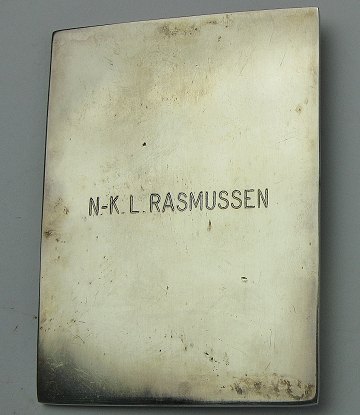 N-K. L. RASMUSSEN